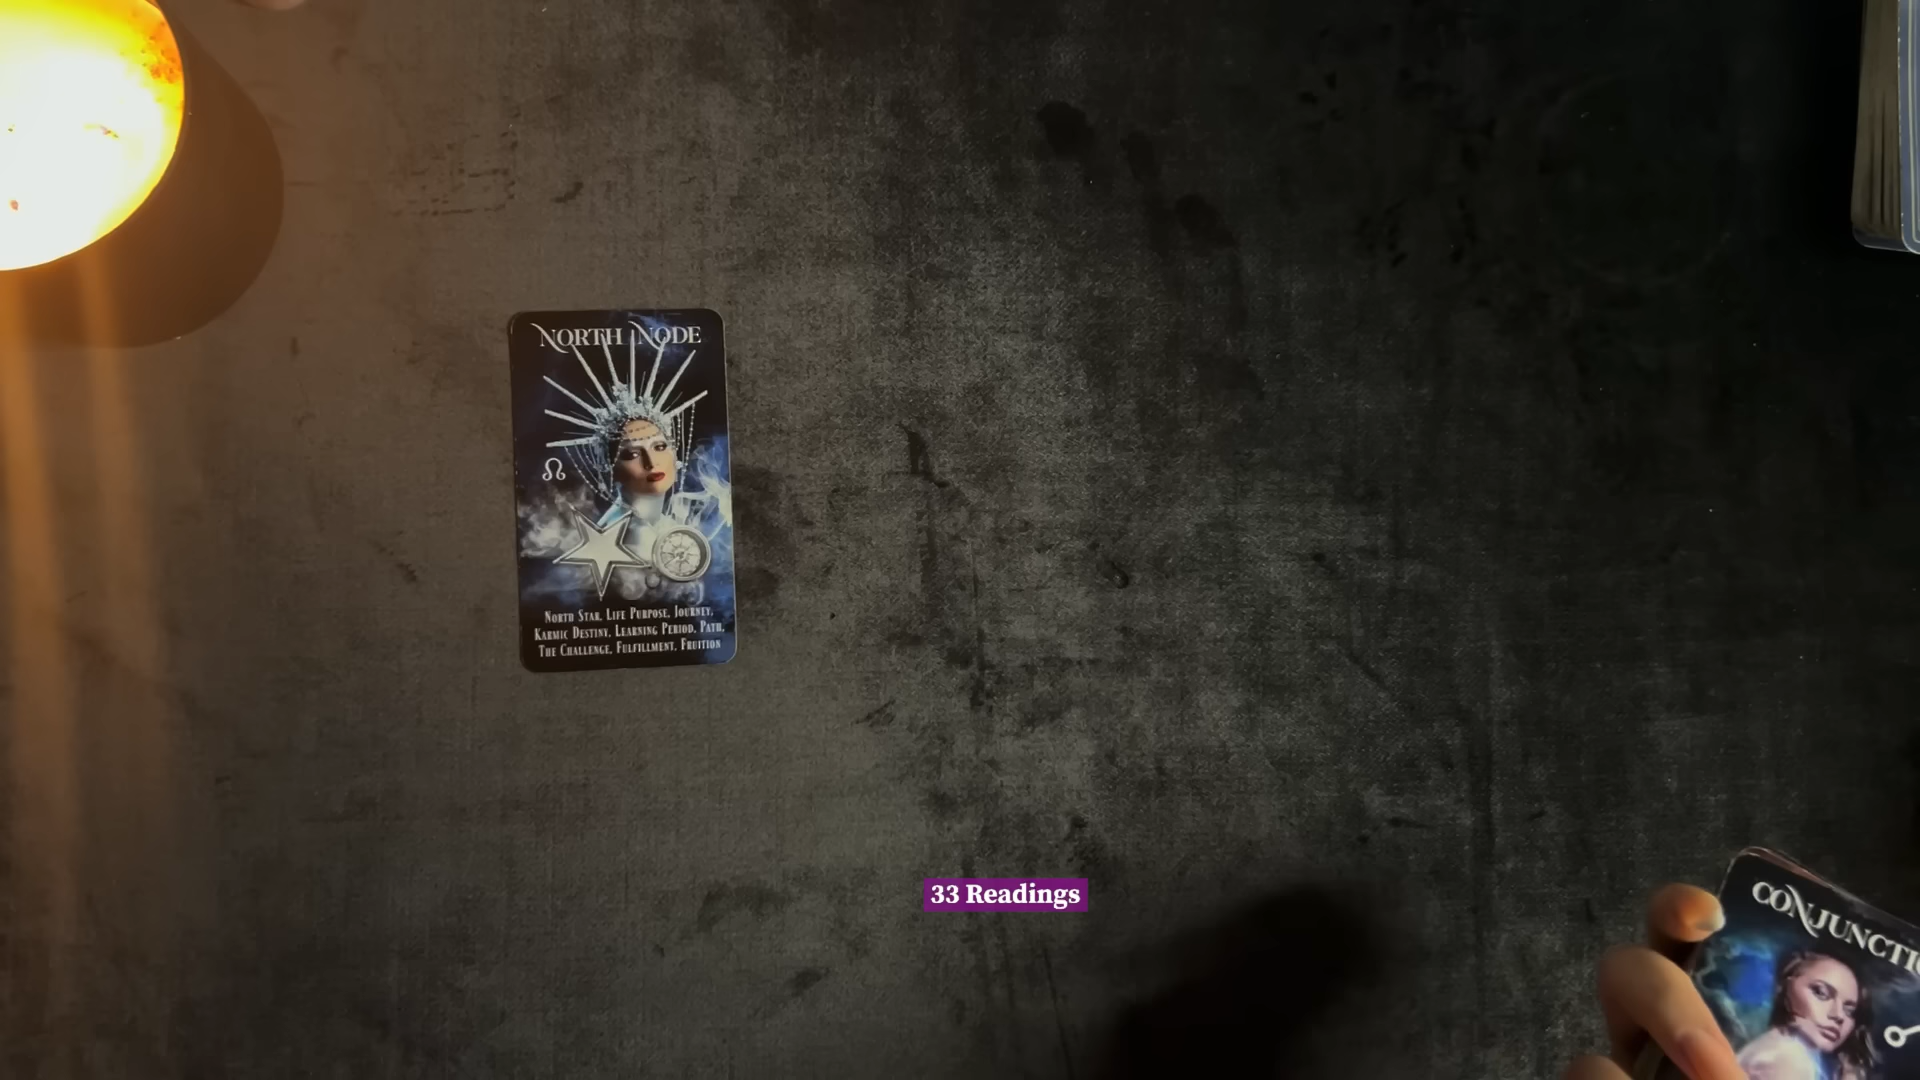 NORTH NODE
NORTH STAR, LIFE PURPOSE, JOURNEY,
KARMIC DESTINY, LEARNING PERIOD, PATH,
THE CHALLENGE, FULFILLMENT, FRUITION
33 Readings
CONJUNCTI